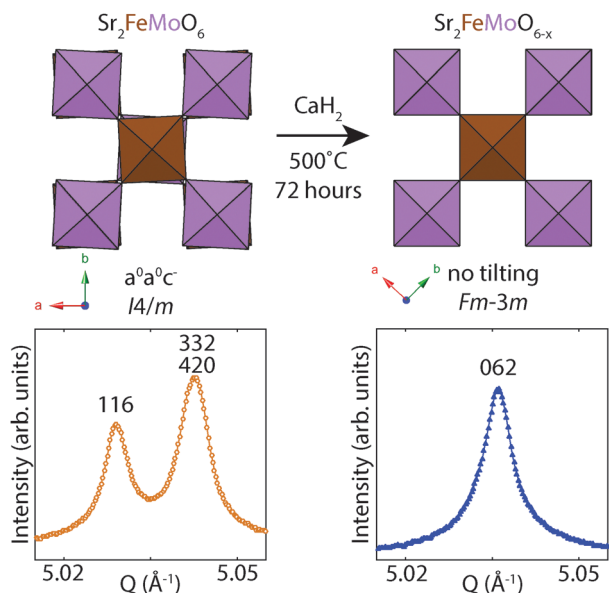 Sr₂FeMoO₆
Sr₂FeMoO₆₋ₓ
CaH₂
500˚C
72 hours
b
a
a⁰a⁰c⁻
I4/m
a
b
no tilting
Fm-3m
Intensity (arb. units)
116
332
420
5.02
5.05
Q (Å⁻¹)
Intensity (arb. units)
062
5.02
5.05
Q (Å⁻¹)